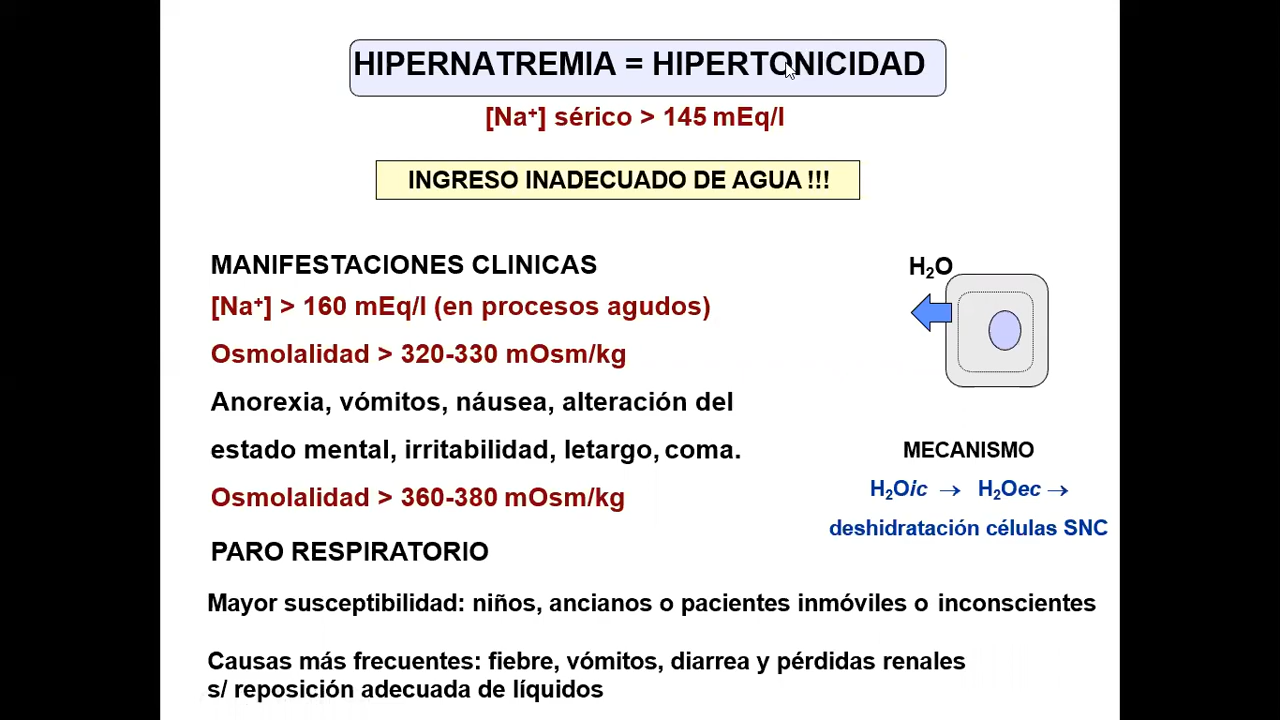 HIPERNATREMIA = HIPERTONICIDAD
[Na⁺] sérico > 145 mEq/l
INGRESO INADECUADO DE AGUA !!!
MANIFESTACIONES CLINICAS
[Na⁺] > 160 mEq/l (en procesos agudos)
Osmolalidad > 320-330 mOsm/kg
Anorexia, vómitos, náusea, alteración del
estado mental, irritabilidad, letargo, coma.
Osmolalidad > 360-380 mOsm/kg
PARO RESPIRATORIO
H₂O
MECANISMO
H₂Oic → H₂Oec →
deshidratación células SNC
Mayor susceptibilidad: niños, ancianos o pacientes inmóviles o inconscientes
Causas más frecuentes: fiebre, vómitos, diarrea y pérdidas renales
s/ reposición adecuada de líquidos